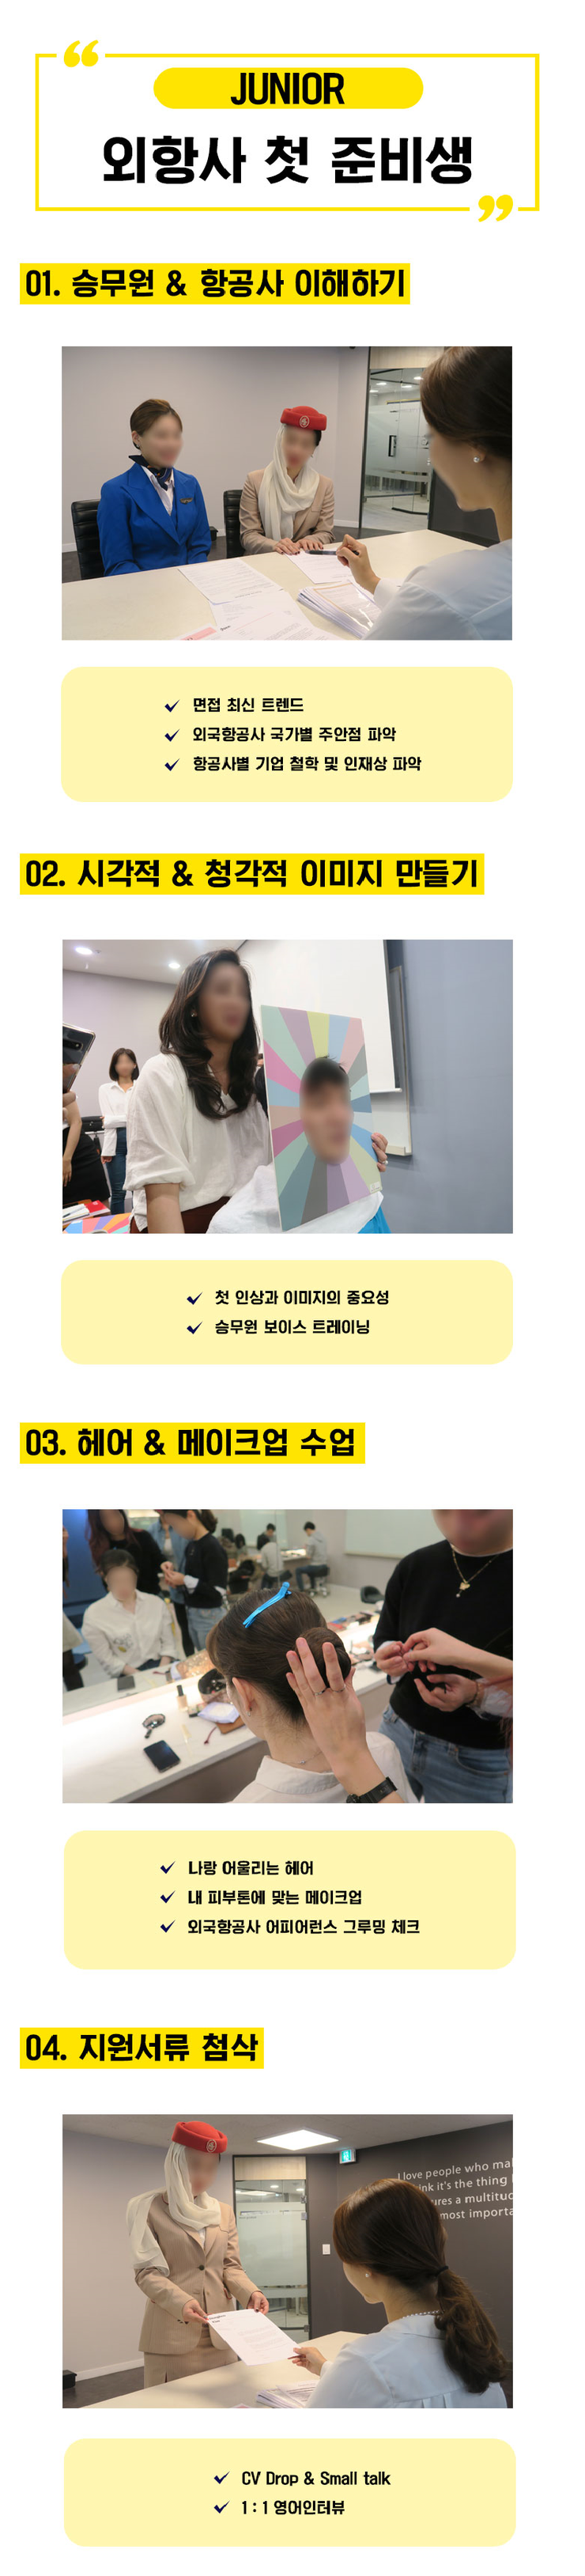 JUNIOR
외항사 첫 준비생
01. 승무원 & 항공사 이해하기
면접 최신 트렌드
외국항공사 국가별 주안점 파악
항공사별 기업 철학 및 인재상 파악
02. 시각적 & 청각적 이미지 만들기
첫 인상과 이미지의 중요성
승무원 보이스 트레이닝
03. 헤어 & 메이크업 수업
나랑 어울리는 헤어
내 피부톤에 맞는 메이크업
외국항공사 어피어런스 그루밍 체크
04. 지원서류 첨삭
I love people who ma
ink it's the thing
ures a multituc
most importa
CV Drop & Small talk
1 : 1 영어인터뷰